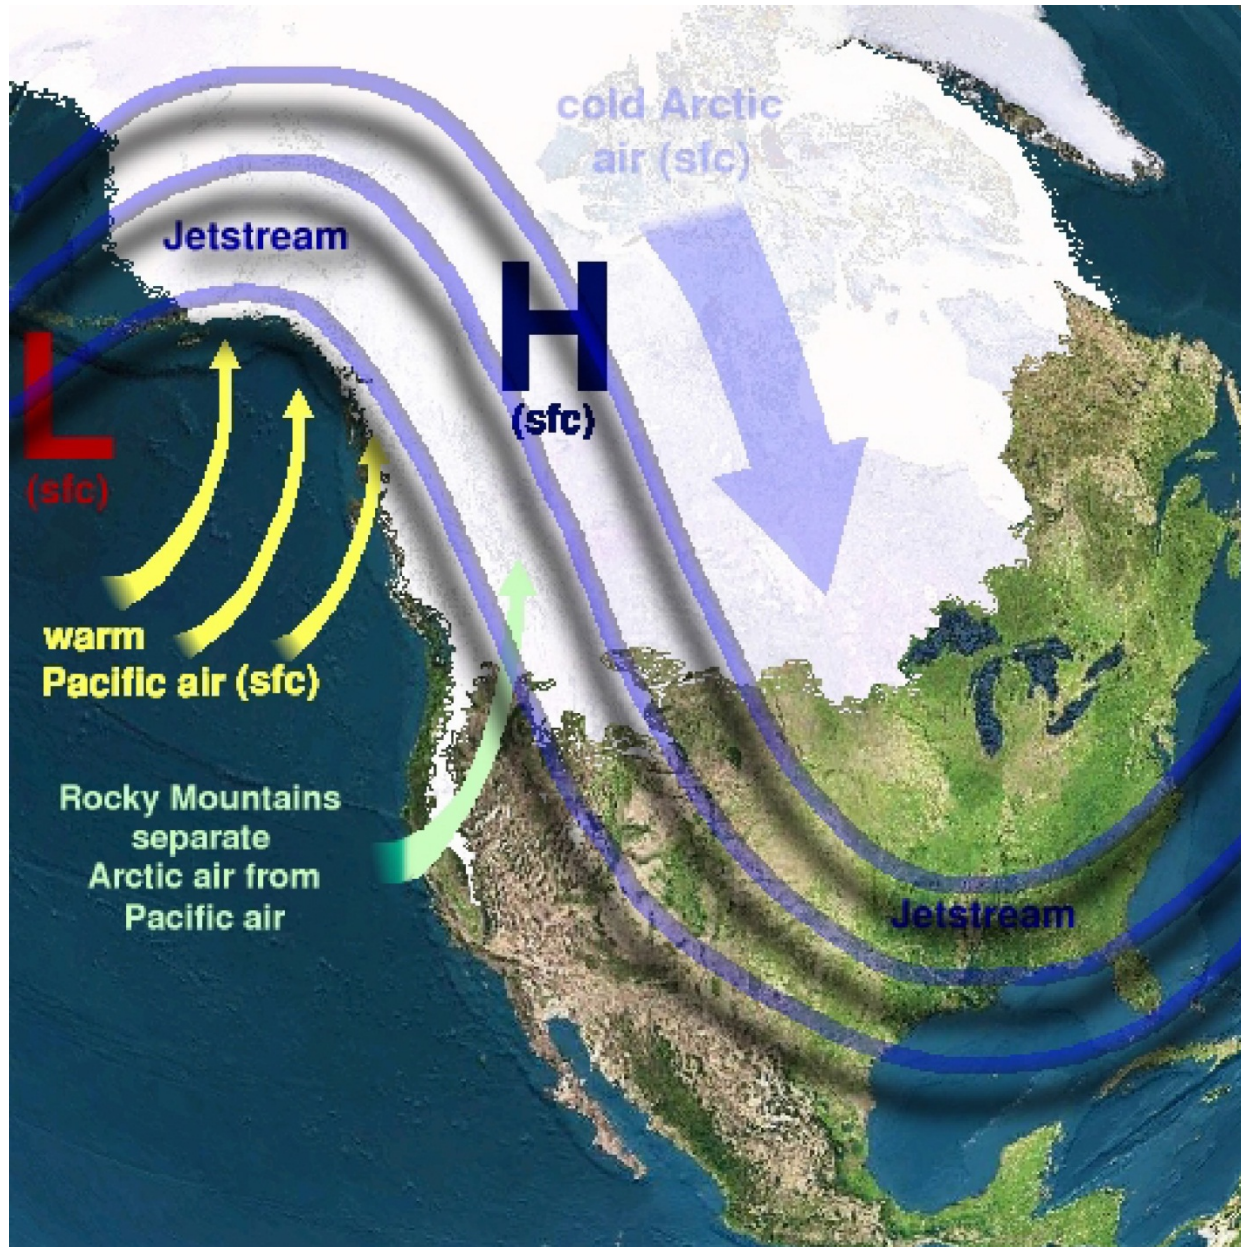 cold Arctic
air (sfc)
Jetstream
H
(sfc)
L
(sfc)
warm
Pacific air (sfc)
Rocky Mountains
separate
Arctic air from
Pacific air
Jetstream